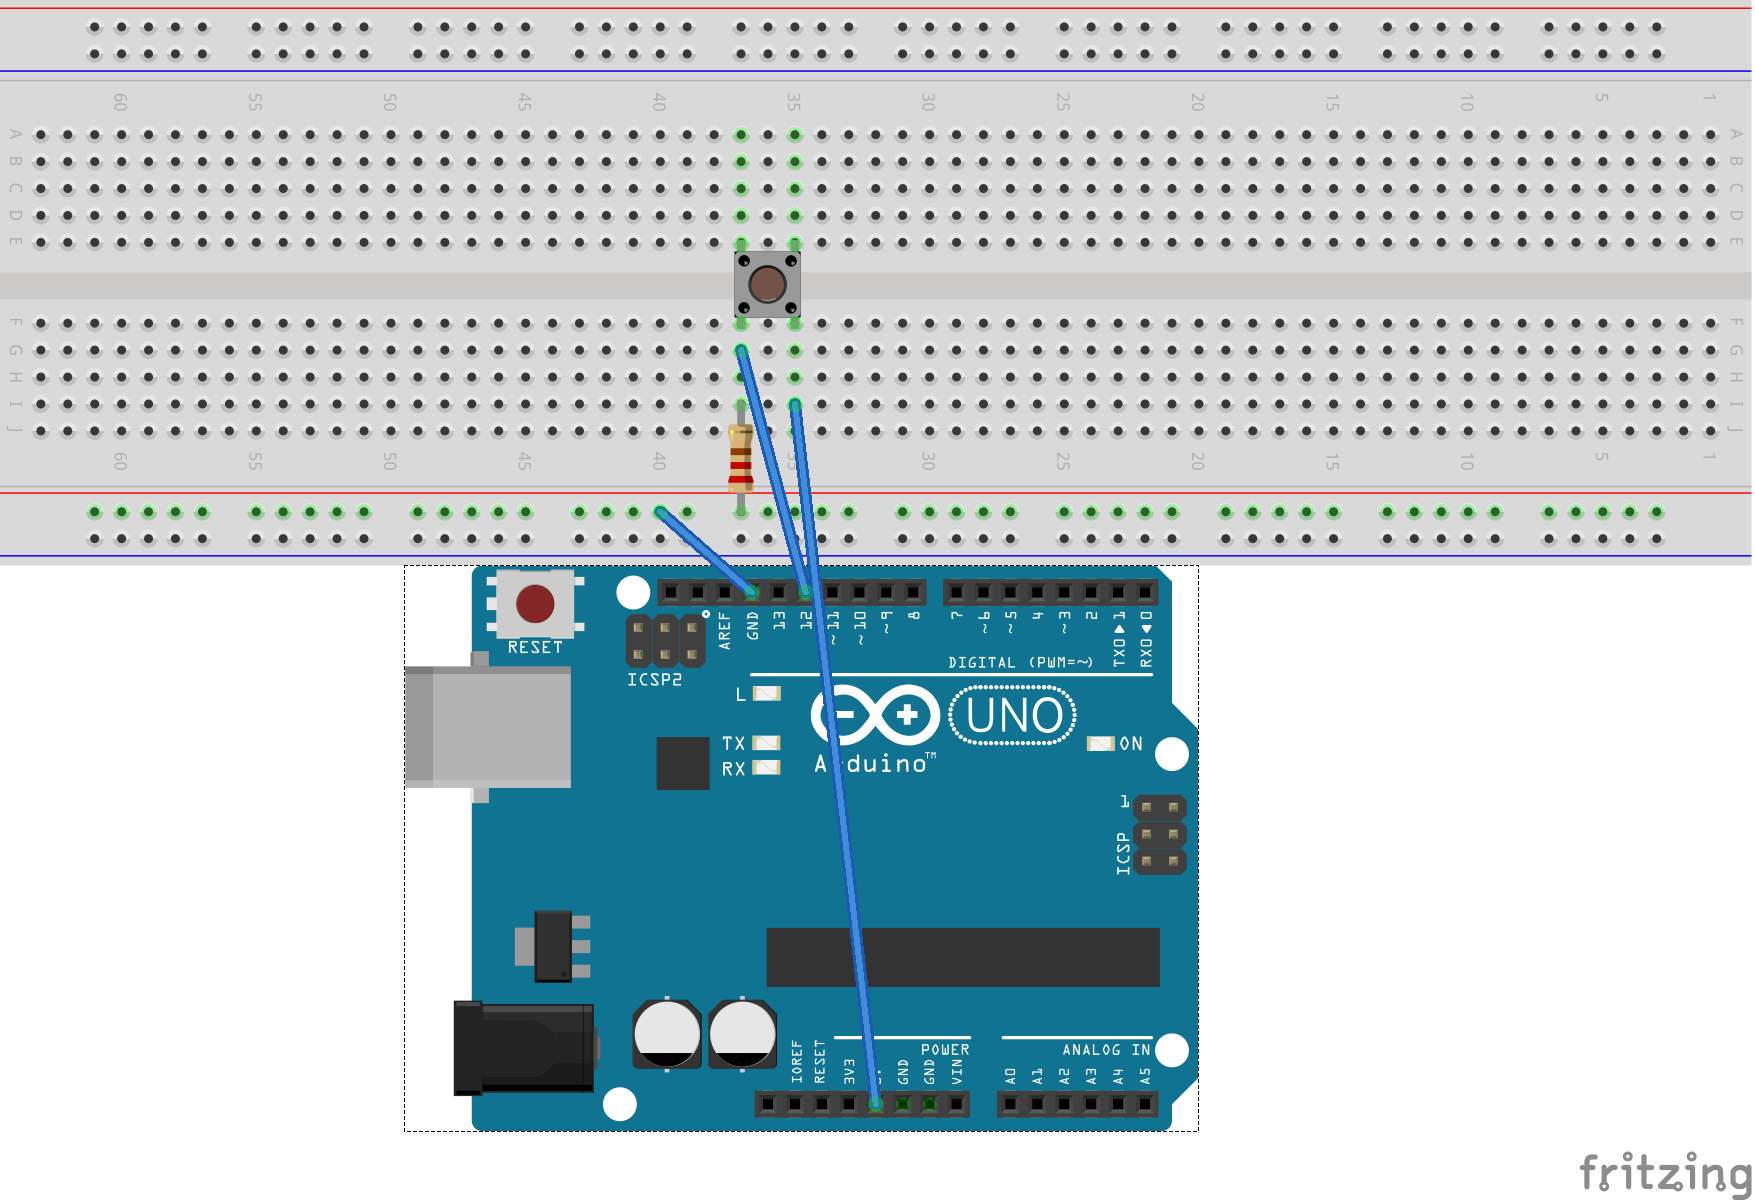 60 55 50 45 40 35 30 25 20 15 10 5 1
A A
B B
C C
D D
E E
F F
G G
H H
I I
J J
60 55 50 45 40 35 30 25 20 15 10 5 1
RESET
AREF GND 13 12 ~11 ~10 ~9 8 7 ~6 ~5 4 ~3 2 TX0▶1 RX0◀0
ICSP2
DIGITAL (PWM=~)
L
UNO
TX
ON
RX
Arduino™
1
ICSP
POWER
ANALOG IN
IOREF RESET 3V3 GND GND VIN A0 A1 A2 A3 A4 A5
fritzing